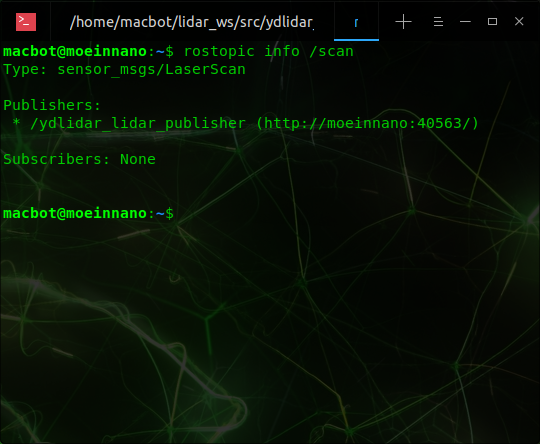 /home/macbot/lidar_ws/src/ydlidar_
macbot@moeinnano:~$ rostopic info /scan
Type: sensor_msgs/LaserScan
Publishers:
* /ydlidar_lidar_publisher (http://moeinnano:40563/)
Subscribers: None
macbot@moeinnano:~$